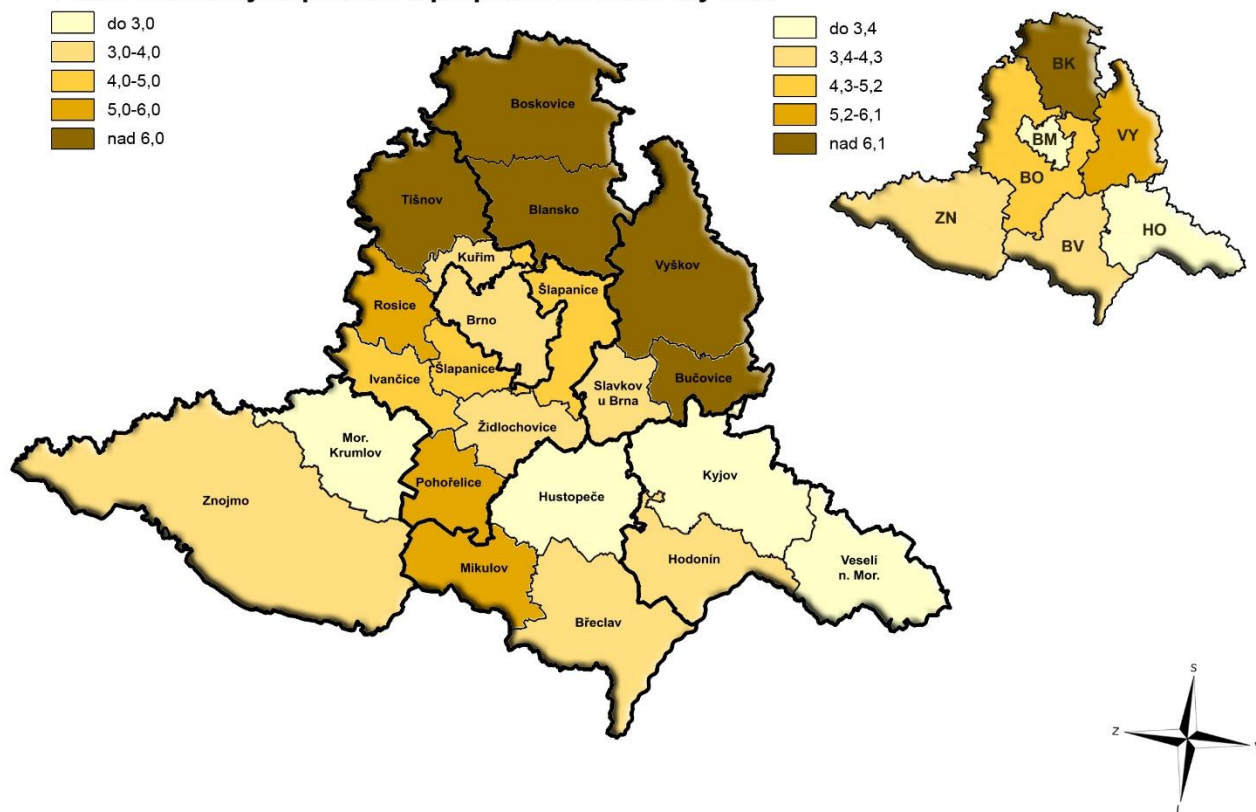 do 3,0
3,0-4,0
4,0-5,0
5,0-6,0
nad 6,0
do 3,4
3,4-4,3
4,3-5,2
5,2-6,1
nad 6,1
BK
BM
VY
BO
ZN
BV
HO
Boskovice
Tišnov
Blansko
Kuřim
Vyškov
Šlapanice
Rosice
Brno
Ivančice
Šlapanice
Slavkov
u Brna
Bučovice
Židlochovice
Mor.
Krumlov
Pohořelice
Hustopeče
Kyjov
Znojmo
Mikulov
Hodonín
Veselí
n. Mor.
Břeclav
S
Z